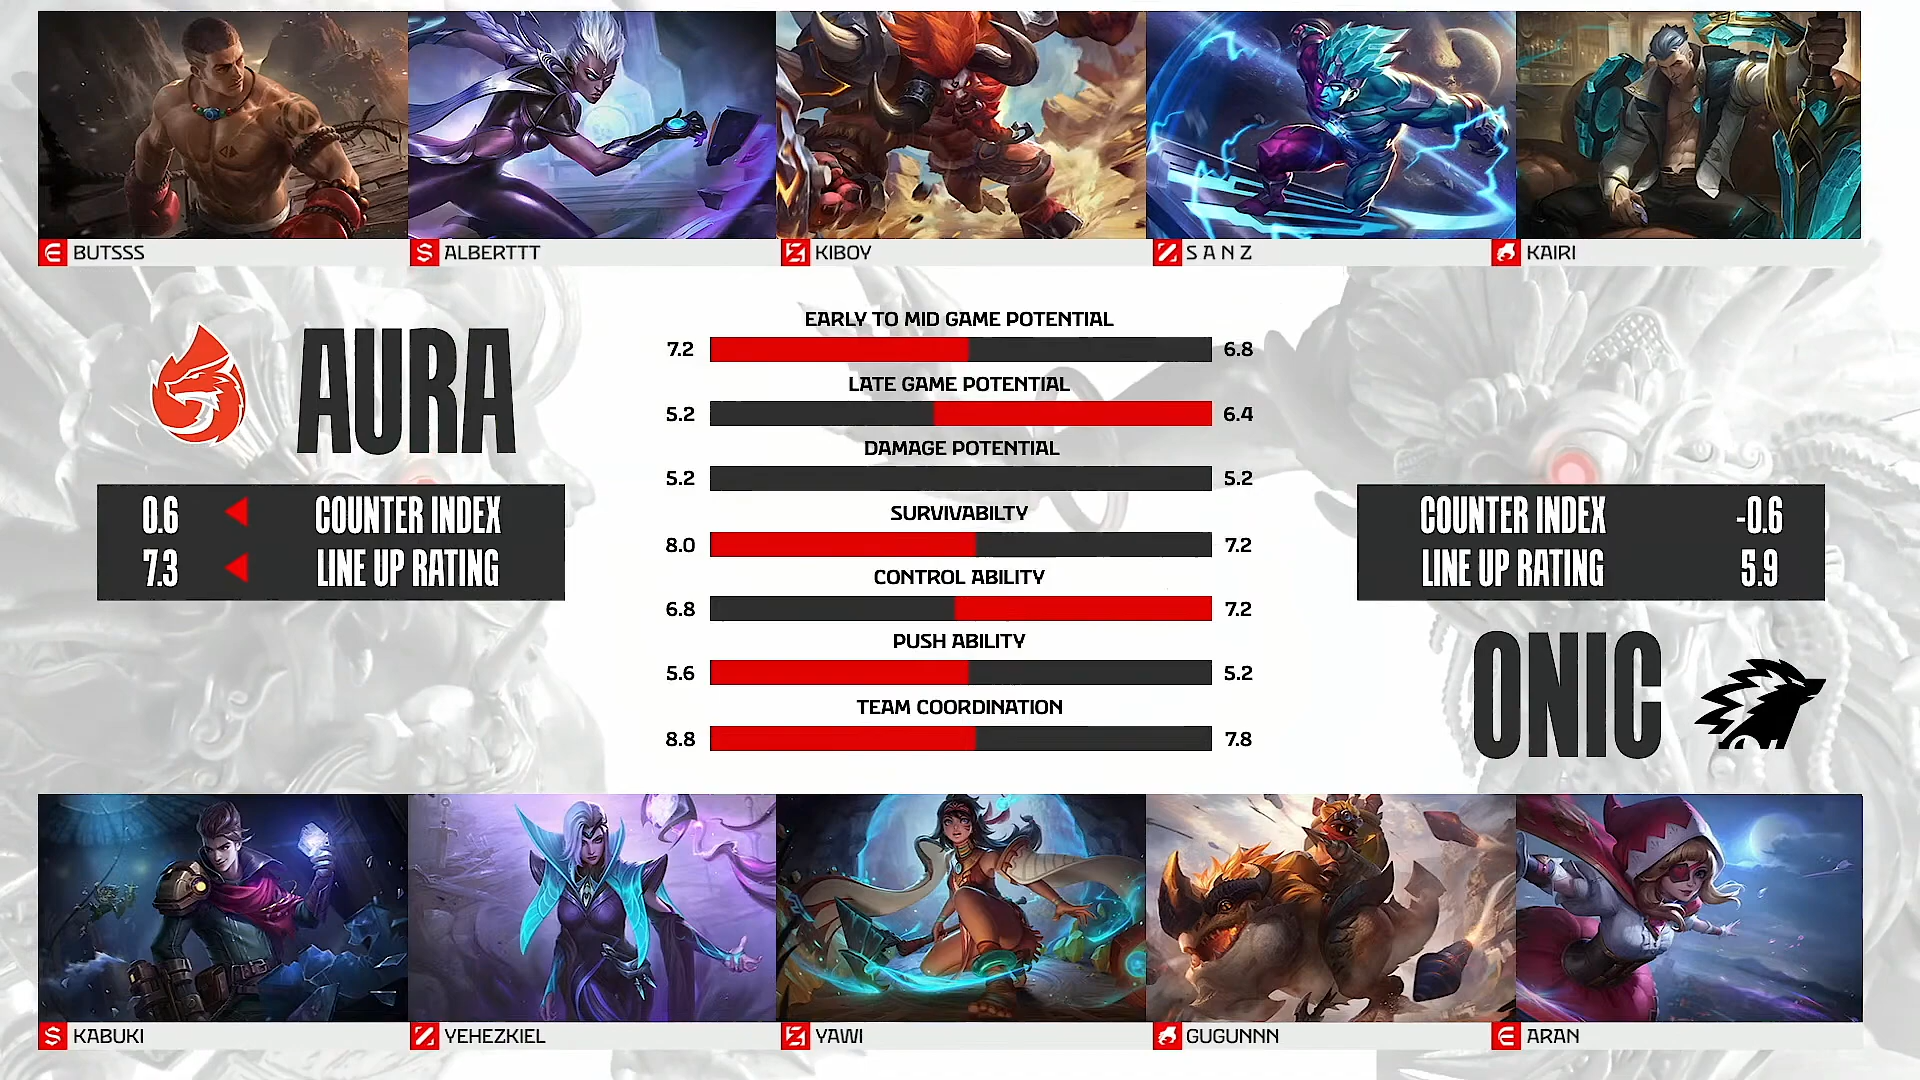 BUTSSS
ALBERTTT
KIBOY
S A N Z
KAIRI
AURA
0.6 COUNTER INDEX
7.3 LINE UP RATING
EARLY TO MID GAME POTENTIAL
7.2 6.8
LATE GAME POTENTIAL
5.2 6.4
DAMAGE POTENTIAL
5.2 5.2
SURVIVABILTY
8.0 7.2
CONTROL ABILITY
6.8 7.2
PUSH ABILITY
5.6 5.2
TEAM COORDINATION
8.8 7.8
COUNTER INDEX -0.6
LINE UP RATING 5.9
ONIC
KABUKI
YEHEZKIEL
YAWI
GUGUNNN
ARAN